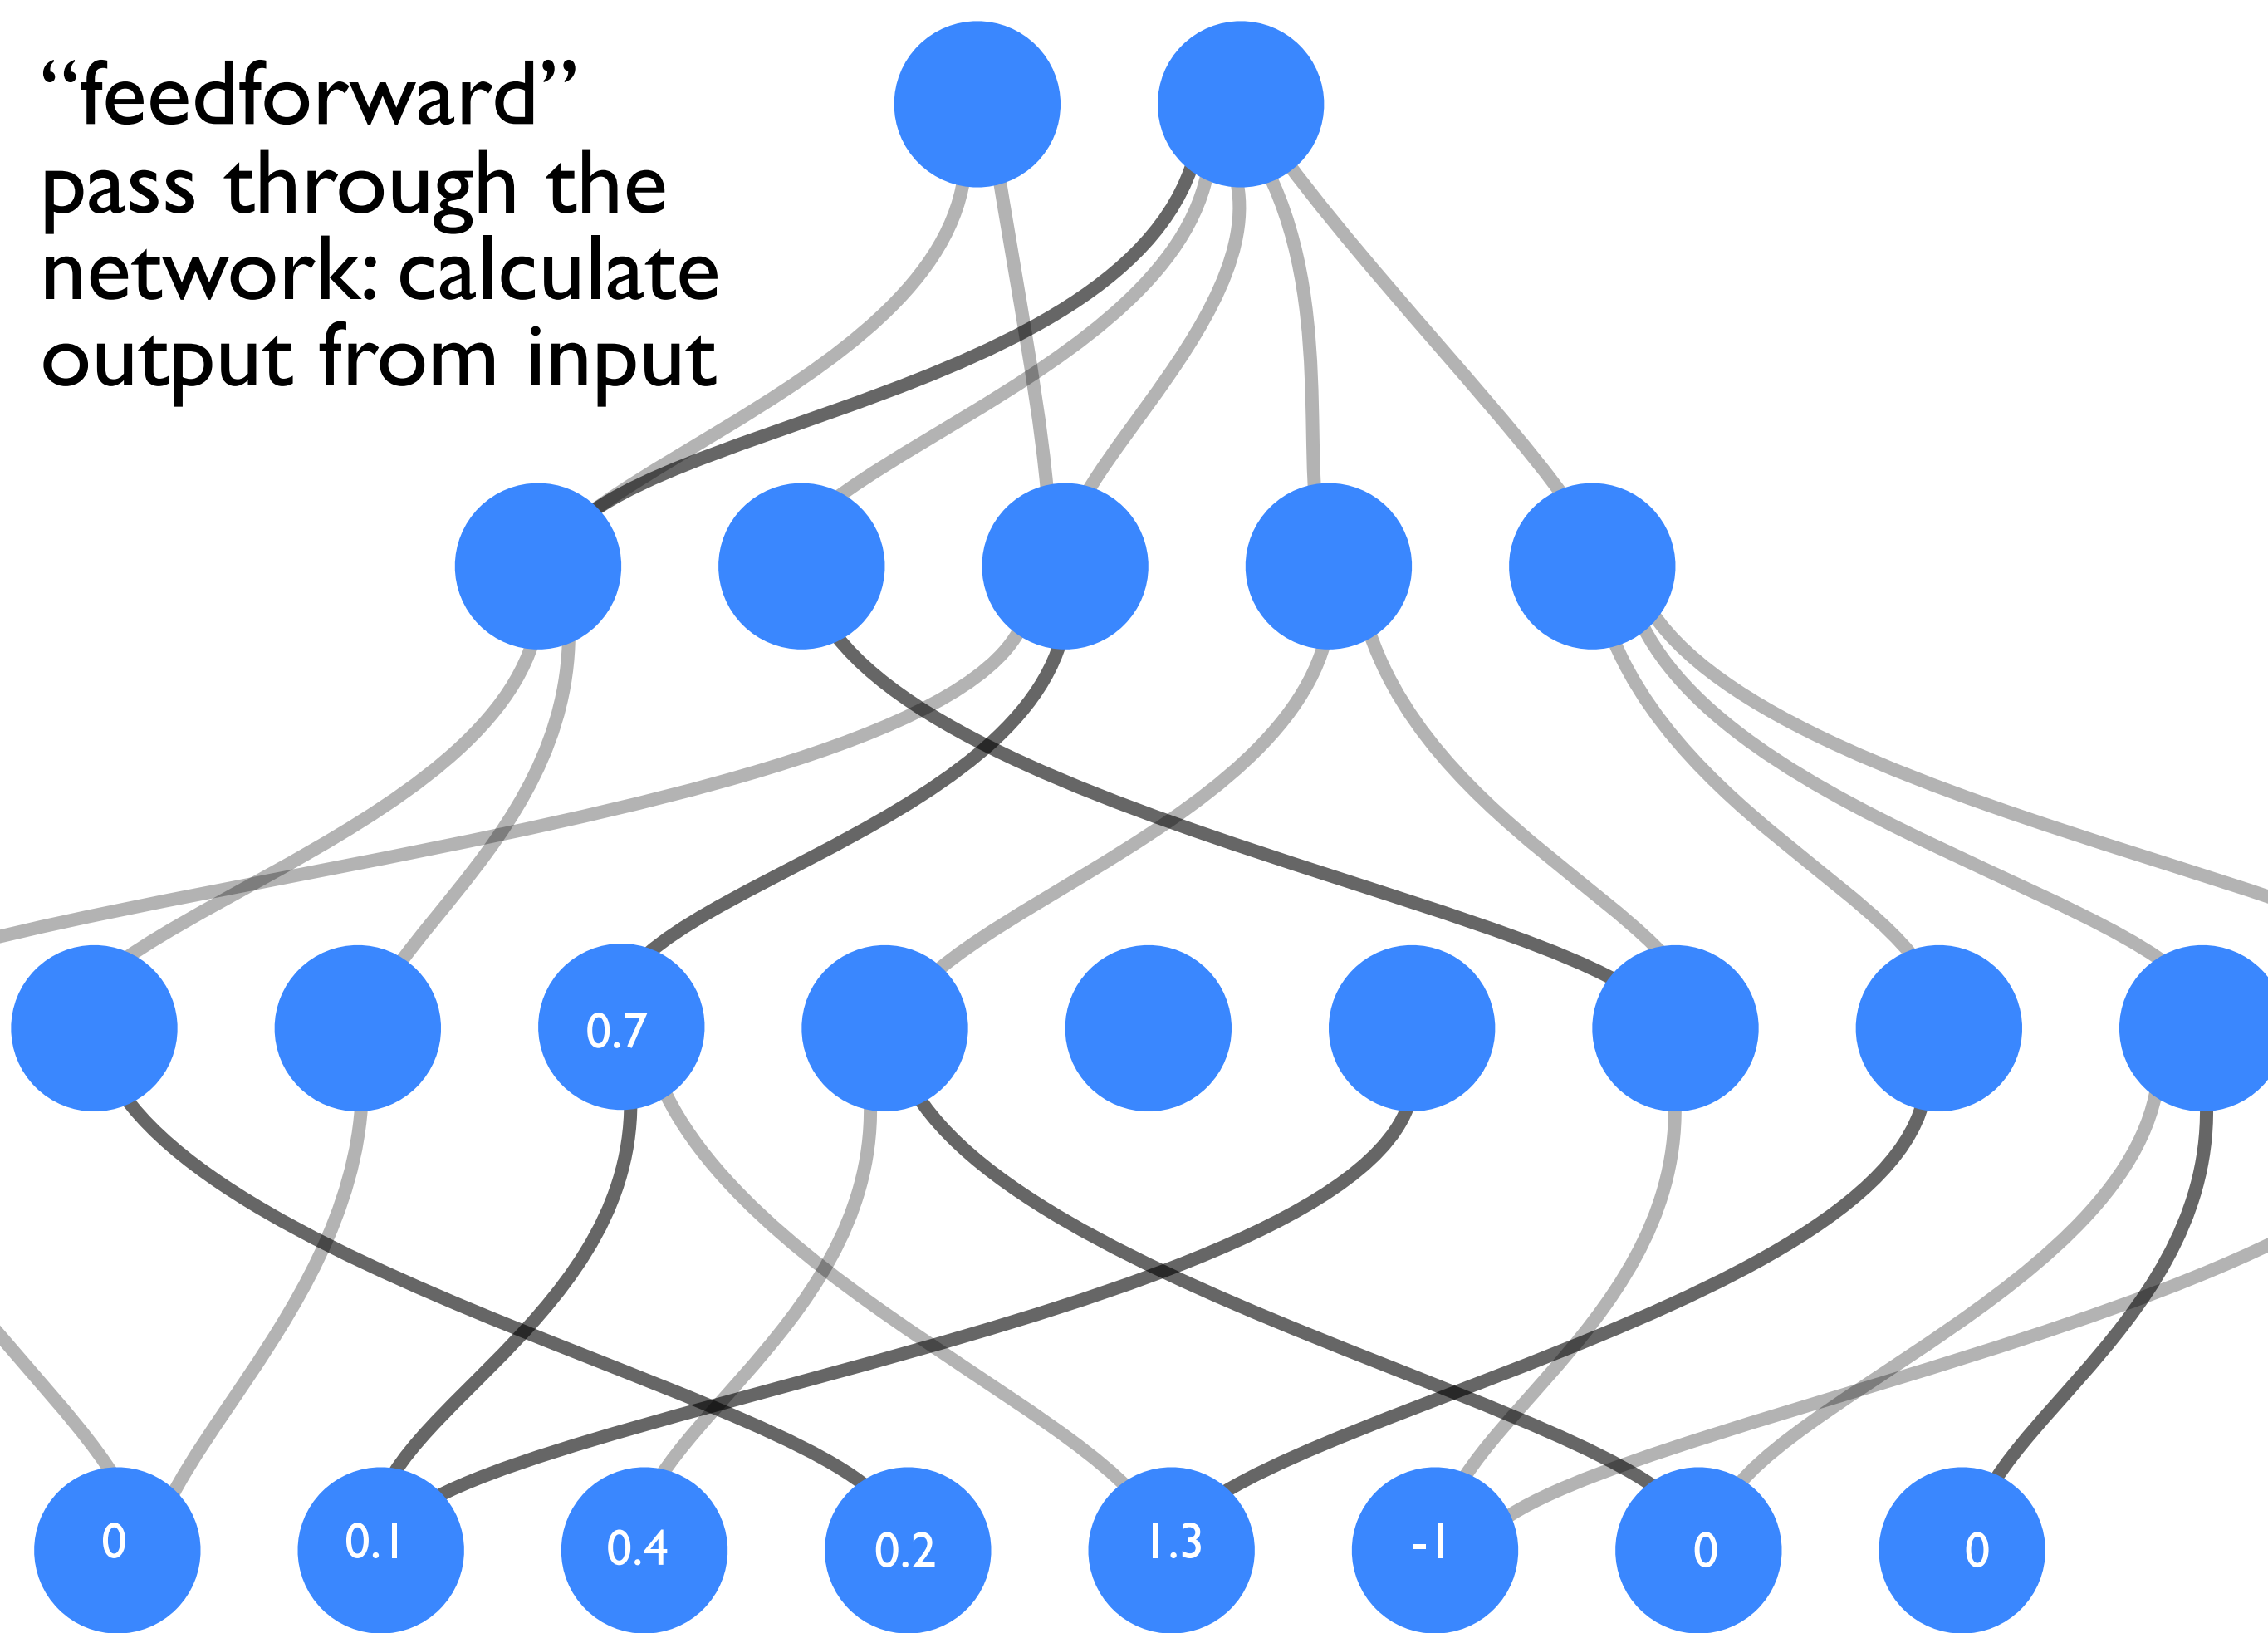 “feedforward”
pass through the
network: calculate
output from input
0.7
0
0.1
0.4
0.2
1.3
-1
0
0